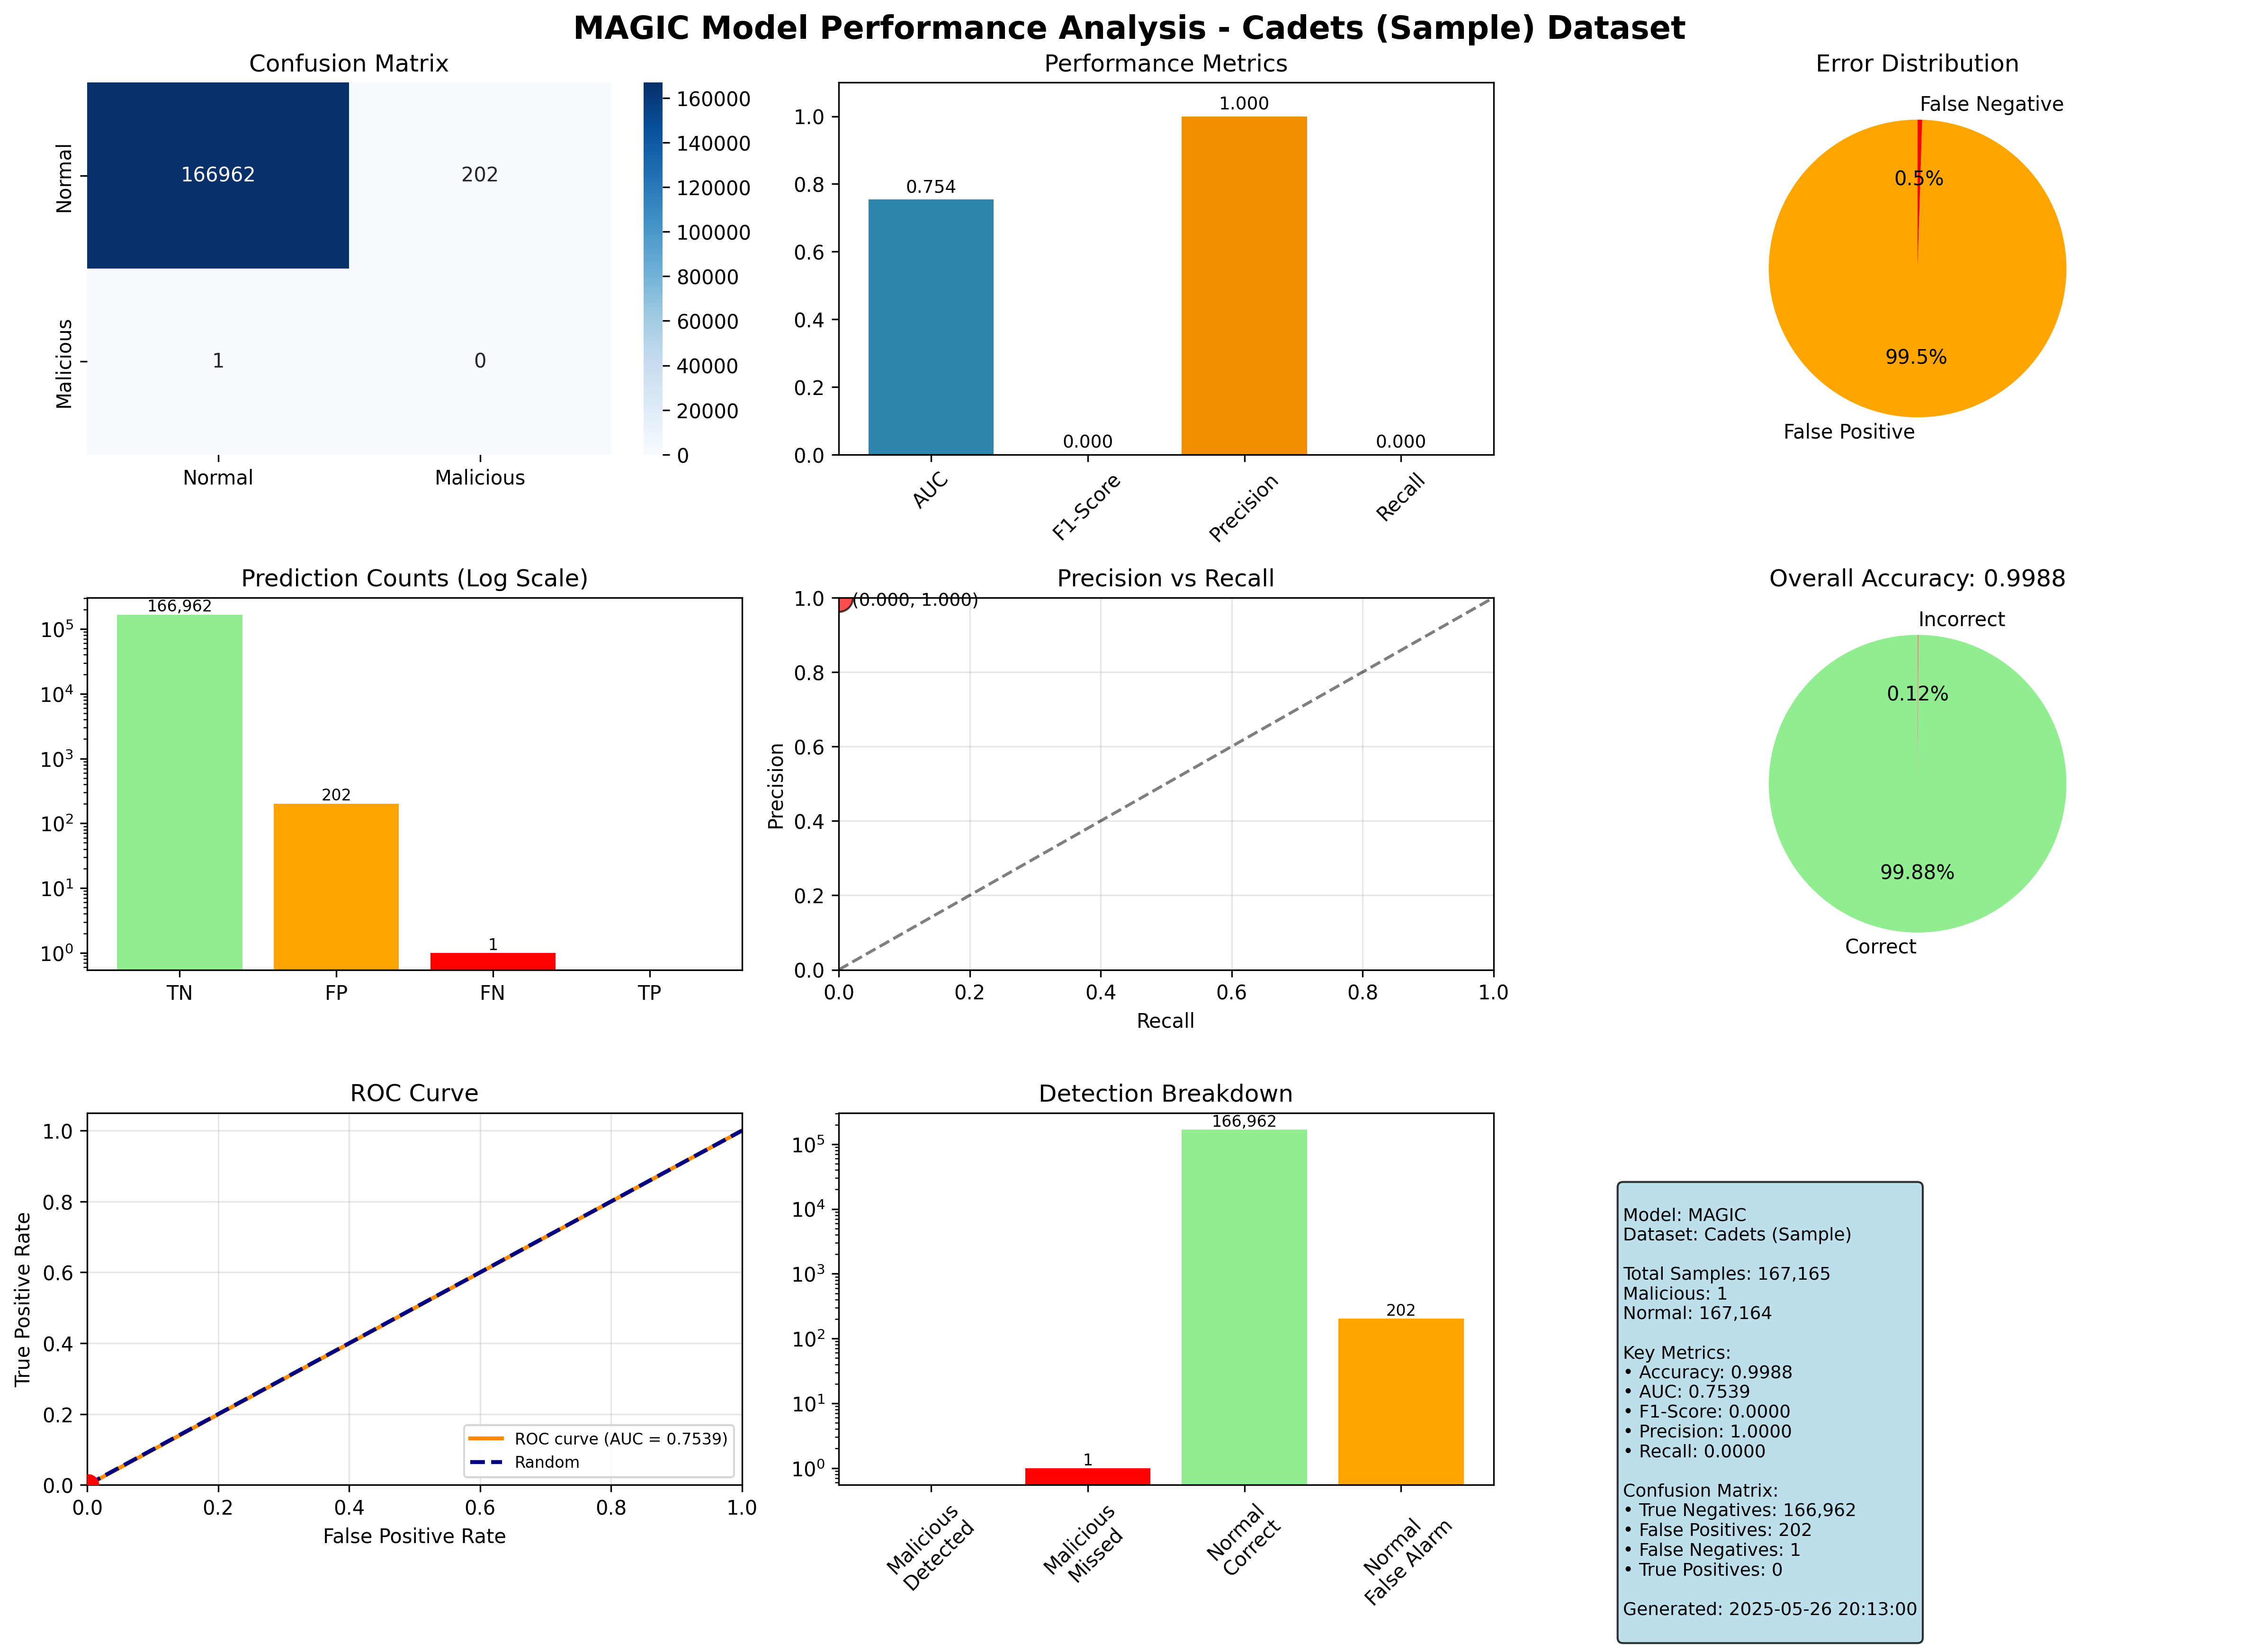 MAGIC Model Performance Analysis - Cadets (Sample) Dataset
Confusion Matrix
Normal
Malicious
166962
202
1
0
Normal
Malicious
160000
140000
120000
100000
80000
60000
40000
20000
0
Performance Metrics
1.0
0.8
0.6
0.4
0.2
0.0
0.754
0.000
1.000
0.000
AUC
F1-Score
Precision
Recall
Error Distribution
False Negative
0.5%
99.5%
False Positive
Prediction Counts (Log Scale)
10⁵
10⁴
10³
10²
10¹
10⁰
166,962
202
1
TN
FP
FN
TP
Precision vs Recall
Precision
1.0
0.8
0.6
0.4
0.2
0.0
(0.000, 1.000)
0.0
0.2
0.4
0.6
0.8
1.0
Recall
Overall Accuracy: 0.9988
Incorrect
0.12%
99.88%
Correct
ROC Curve
True Positive Rate
1.0
0.8
0.6
0.4
0.2
0.0
ROC curve (AUC = 0.7539)
Random
0.0
0.2
0.4
0.6
0.8
1.0
False Positive Rate
Detection Breakdown
10⁵
10⁴
10³
10²
10¹
10⁰
1
166,962
202
Malicious
Detected
Malicious
Missed
Normal
Correct
Normal
False Alarm
Model: MAGIC
Dataset: Cadets (Sample)
Total Samples: 167,165
Malicious: 1
Normal: 167,164
Key Metrics:
• Accuracy: 0.9988
• AUC: 0.7539
• F1-Score: 0.0000
• Precision: 1.0000
• Recall: 0.0000
Confusion Matrix:
• True Negatives: 166,962
• False Positives: 202
• False Negatives: 1
• True Positives: 0
Generated: 2025-05-26 20:13:00